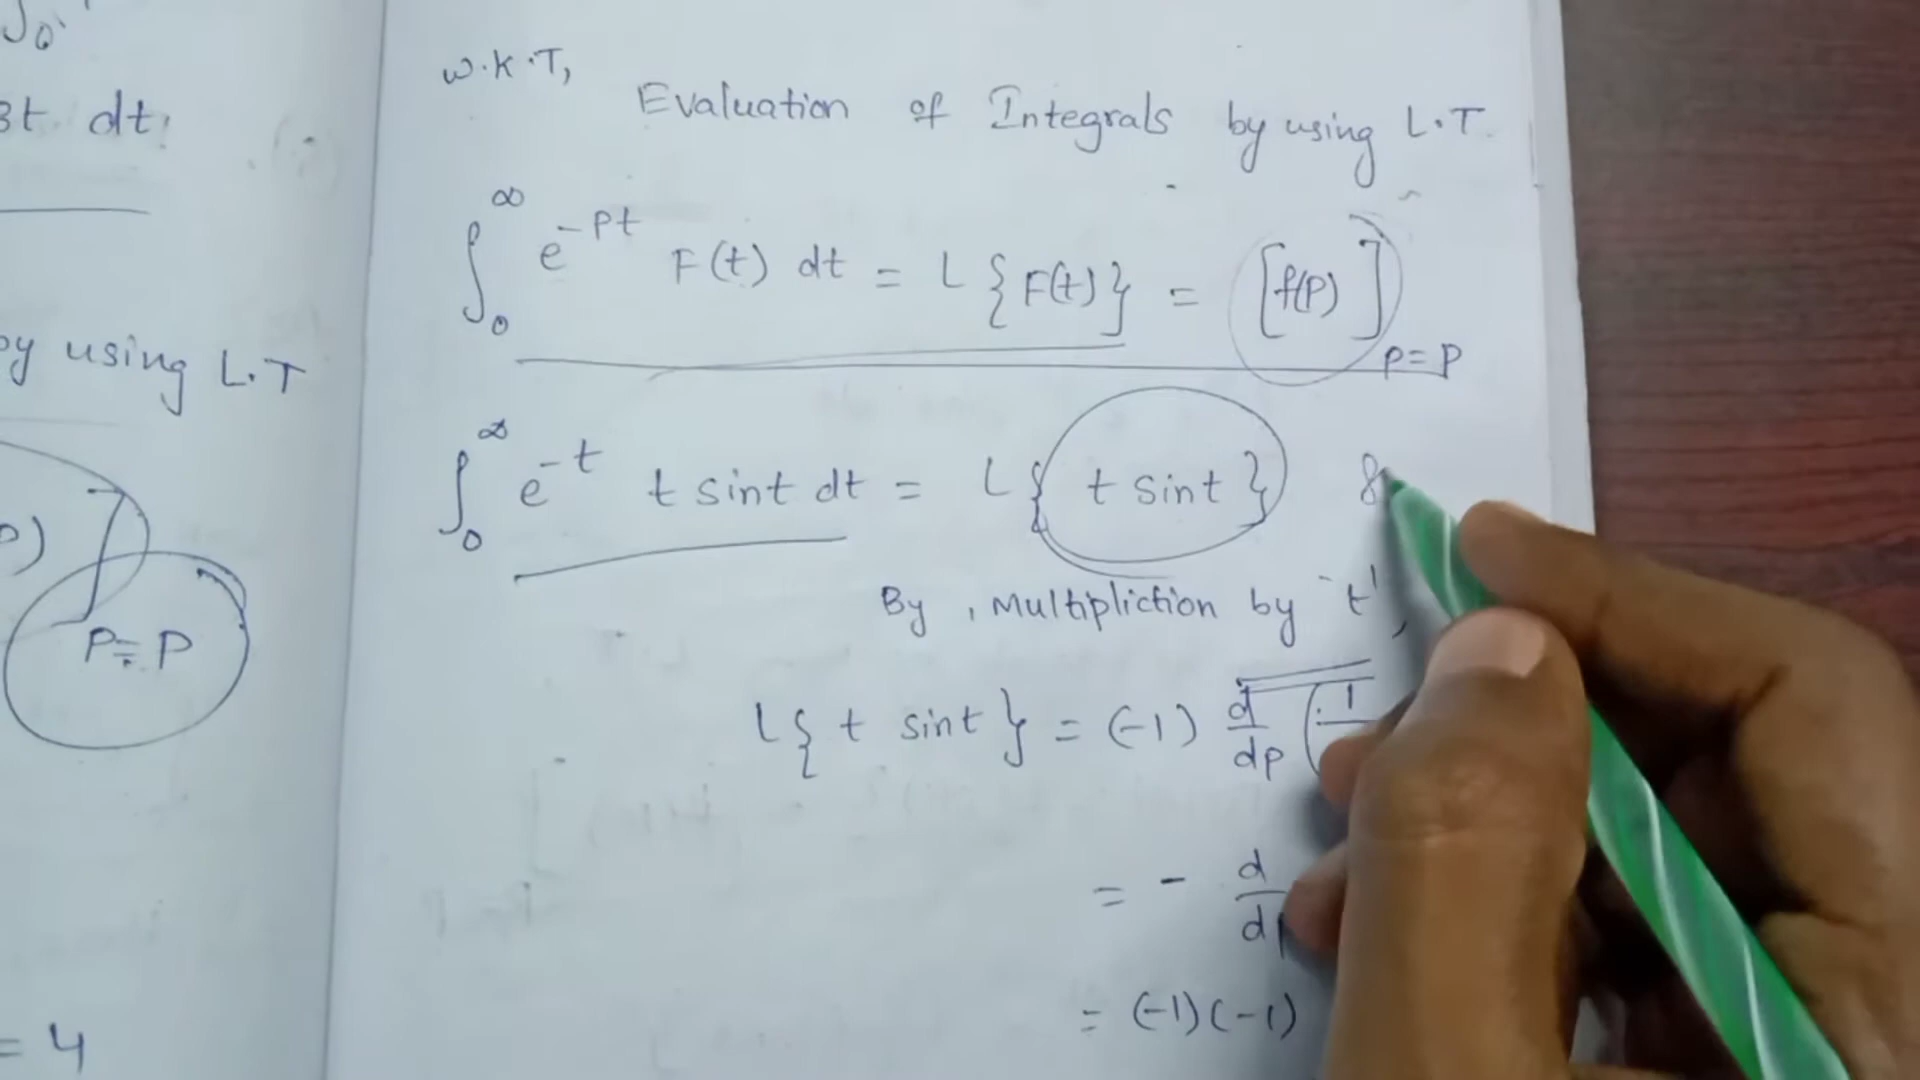 3t dt.
by using L.T
P=P
= 4
w.k.T,
Evaluation of Integrals by using L.T.
∫₀^∞ e^{-pt} F(t) dt = L{F(t)} = [f(p)]_{p=p}
∫₀^∞ e^{-t} t sint dt = L{t sint}
By, Multipliction by 't',
L{t sint} = (-1) d/dp (1
= - d/dp
= (-1)(-1)